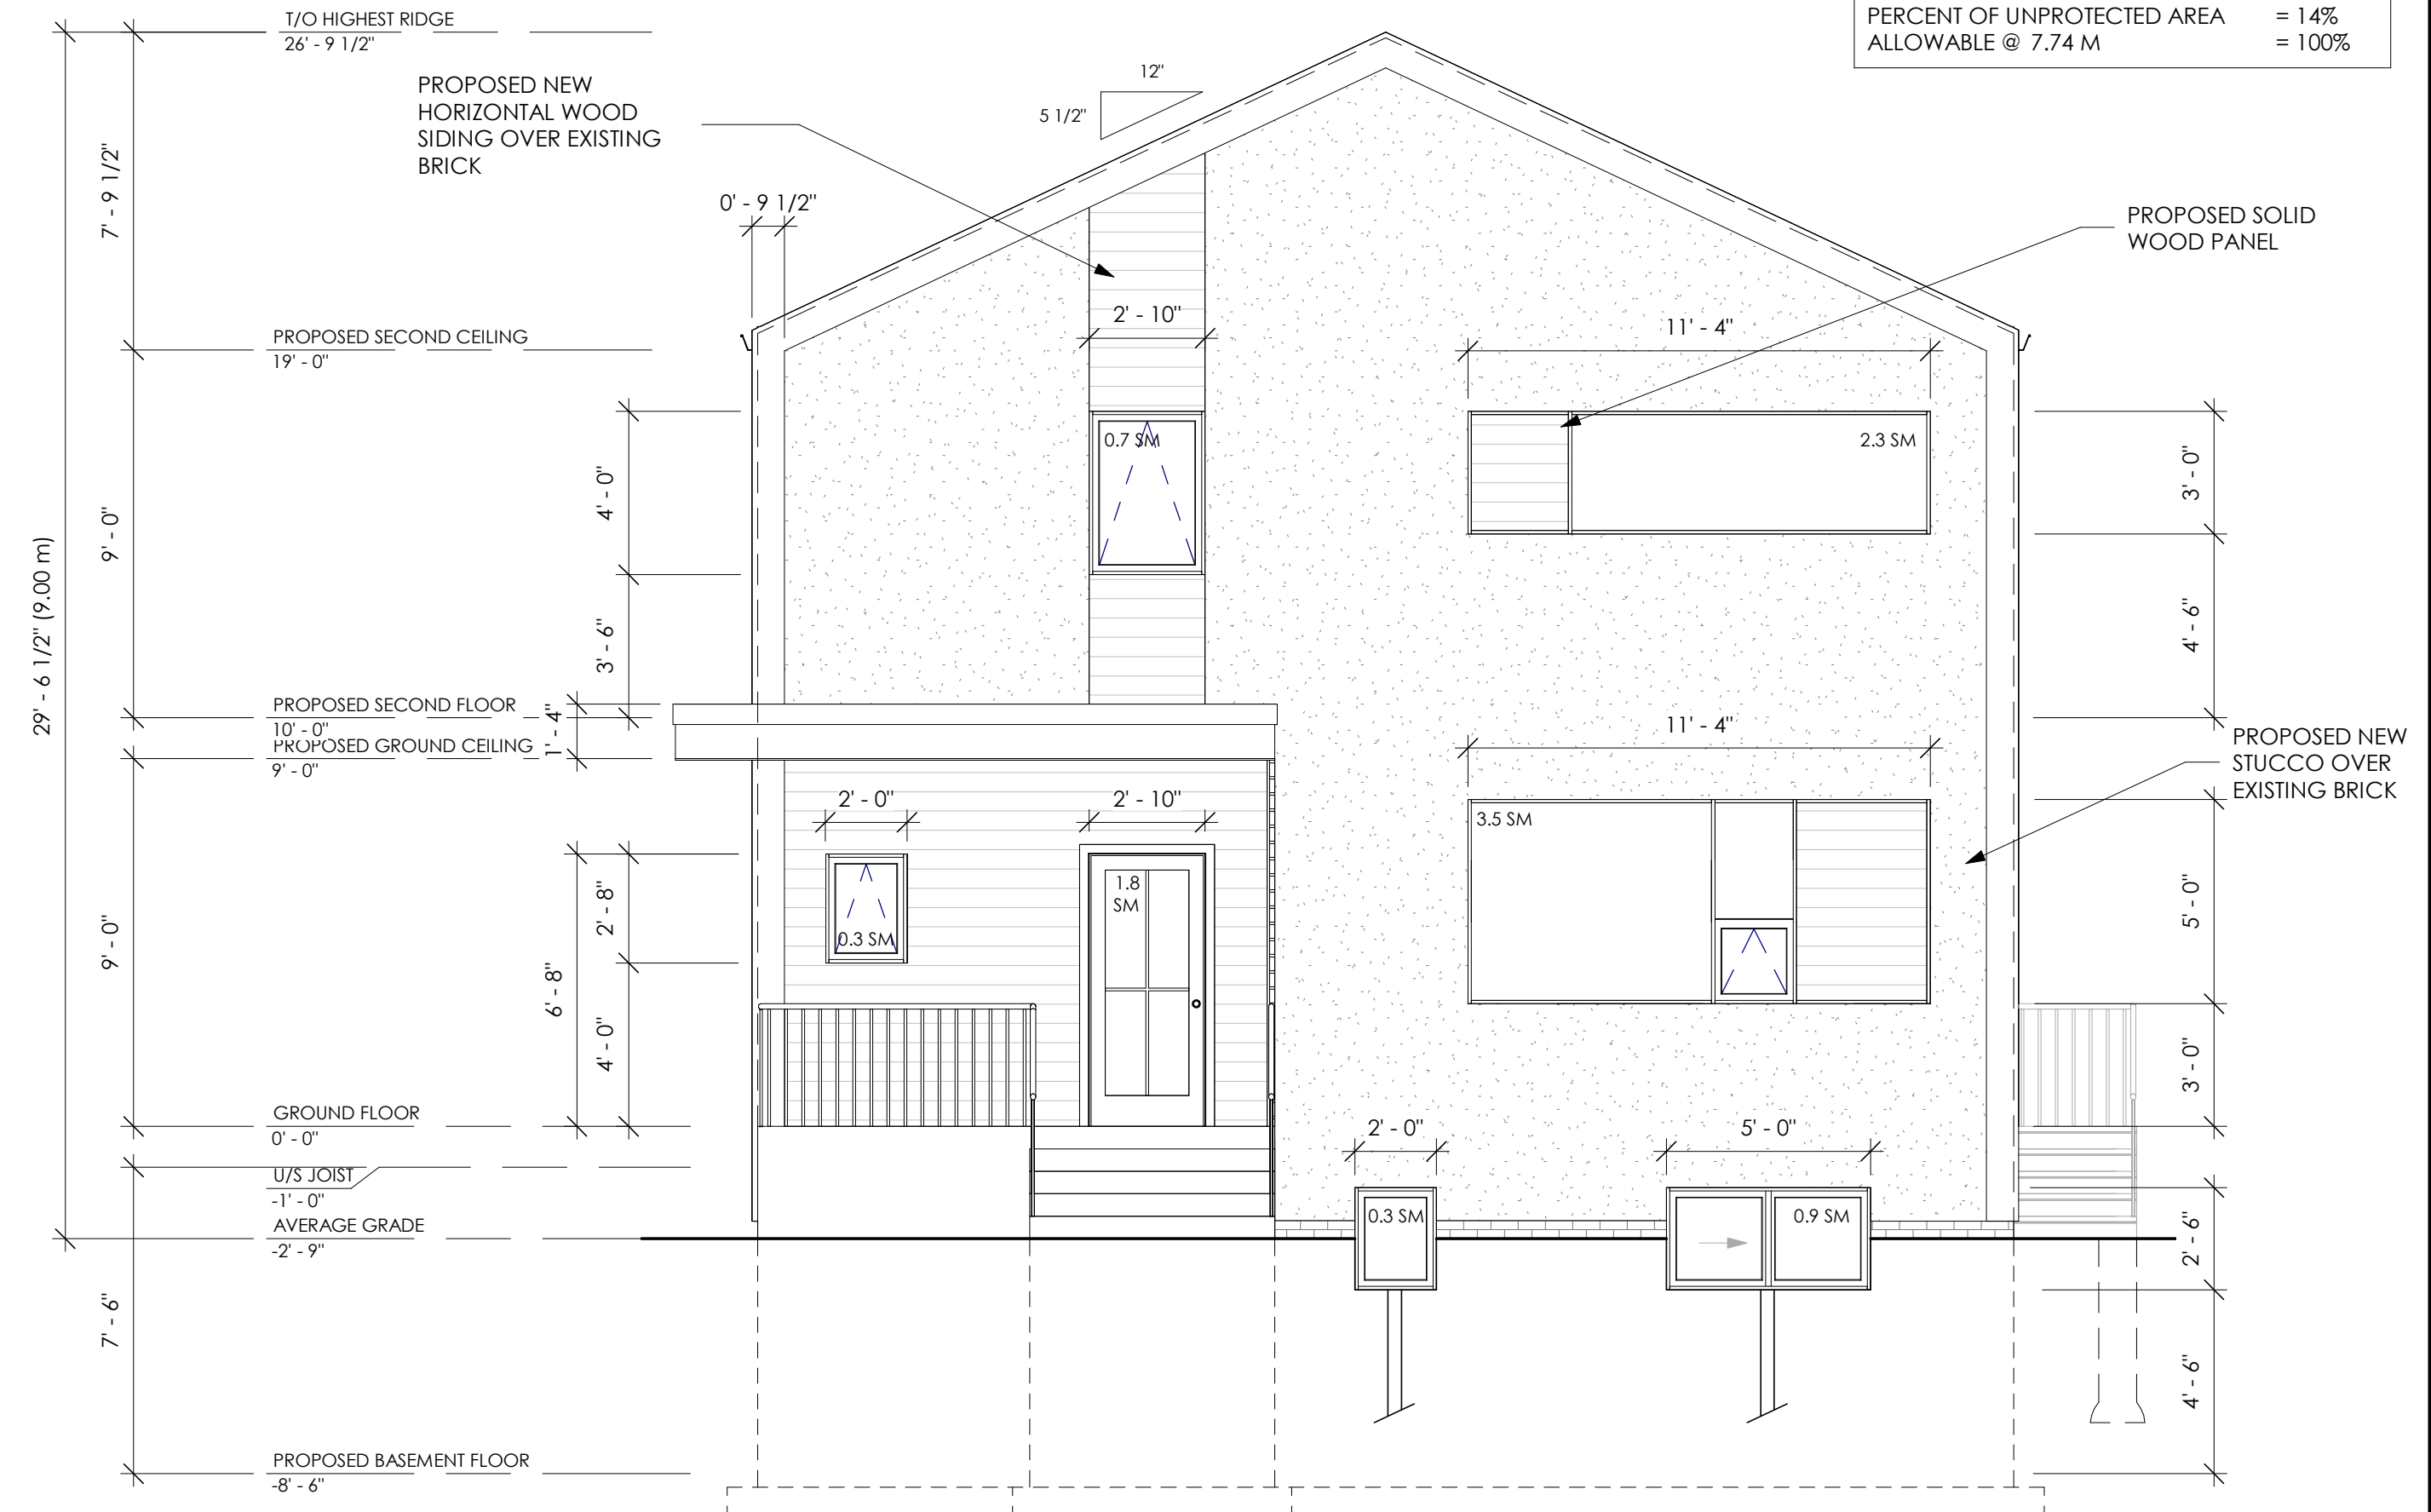 PERCENT OF UNPROTECTED AREA = 14%
ALLOWABLE @ 7.74 M = 100%
T/O HIGHEST RIDGE
26' - 9 1/2"
PROPOSED NEW
HORIZONTAL WOOD
SIDING OVER EXISTING
BRICK
12"
5 1/2"
7' - 9 1/2"
0' - 9 1/2"
PROPOSED SOLID
WOOD PANEL
2' - 10"
11' - 4"
PROPOSED SECOND CEILING
19' - 0"
0.7 SM
2.3 SM
4' - 0"
3' - 0"
9' - 0"
29' - 6 1/2" (9.00 m)
3' - 6"
4' - 6"
PROPOSED SECOND FLOOR
10' - 0"
1' - 4"
PROPOSED GROUND CEILING
9' - 0"
11' - 4"
PROPOSED NEW
STUCCO OVER
EXISTING BRICK
2' - 0"
2' - 10"
3.5 SM
1.8
SM
2' - 8"
5' - 0"
0.3 SM
9' - 0"
6' - 8"
4' - 0"
3' - 0"
GROUND FLOOR
0' - 0"
2' - 0"
5' - 0"
U/S JOIST
-1' - 0"
AVERAGE GRADE
-2' - 9"
0.3 SM
0.9 SM
2' - 6"
7' - 6"
4' - 6"
PROPOSED BASEMENT FLOOR
-8' - 6"